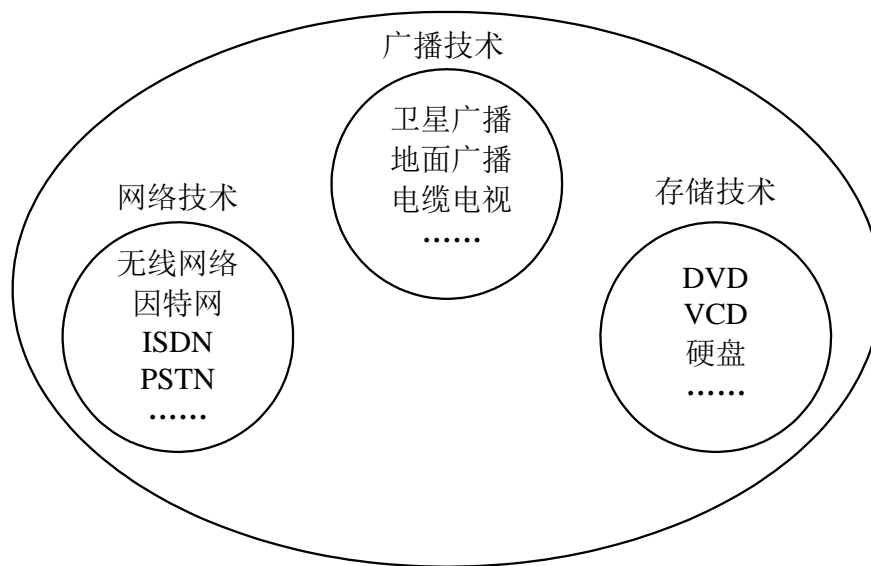 广播技术
卫星广播
地面广播
电缆电视
……
网络技术
无线网络
因特网
ISDN
PSTN
……
存储技术
DVD
VCD
硬盘
……